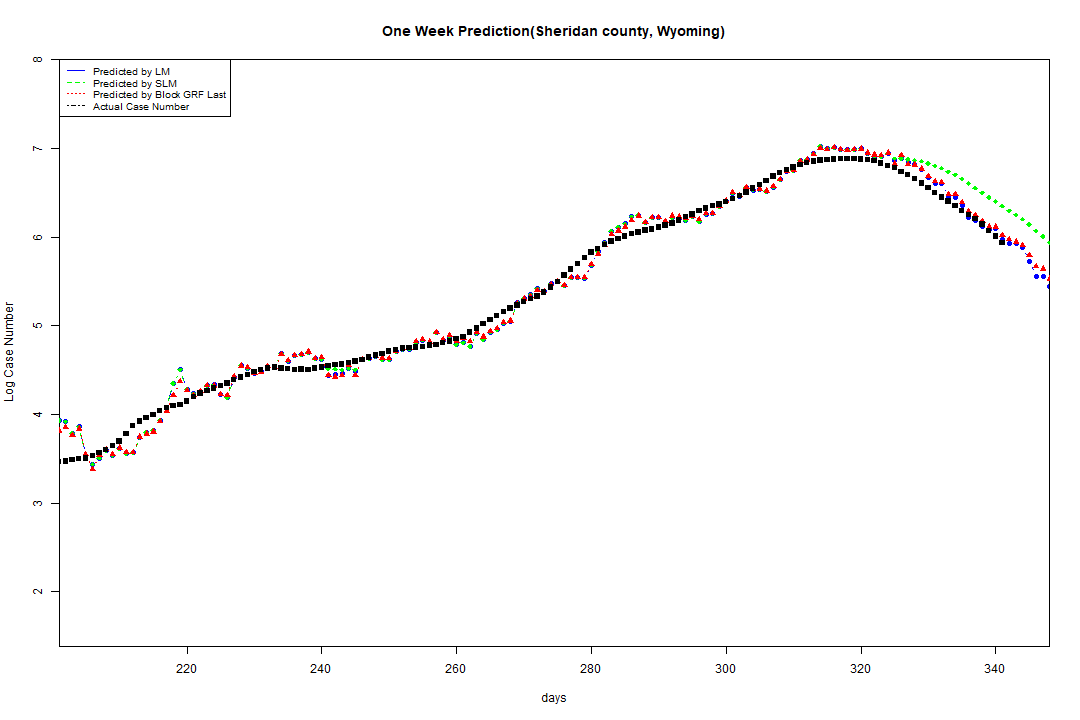 One Week Prediction(Sheridan county, Wyoming)
Predicted by LM
Predicted by SLM
Predicted by Block GRF Last
Actual Case Number
8
7
6
5
4
3
2
Log Case Number
220 240 260 280 300 320 340
days